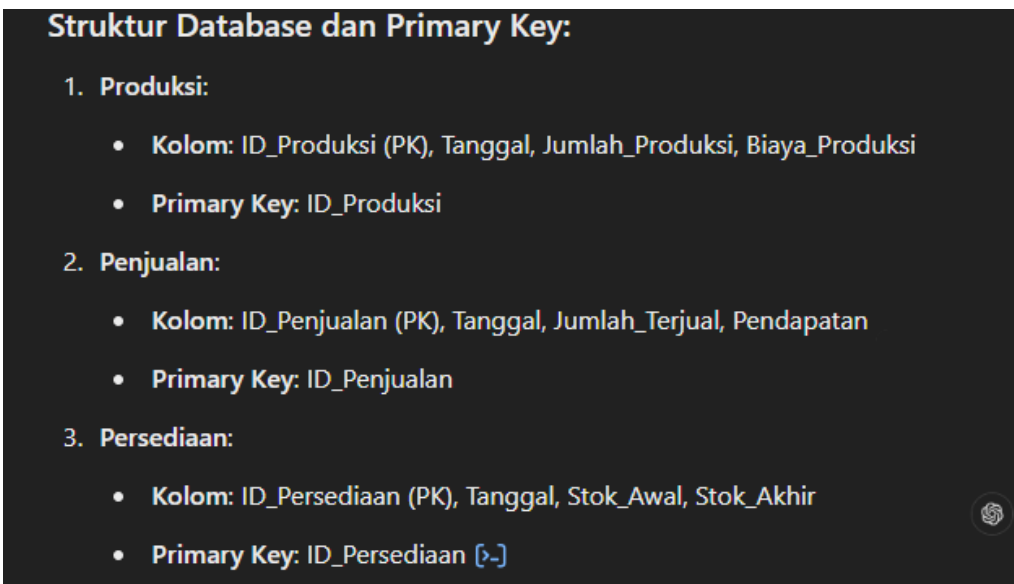 Struktur Database dan Primary Key:
1. Produksi:
• Kolom: ID_Produksi (PK), Tanggal, Jumlah_Produksi, Biaya_Produksi
• Primary Key: ID_Produksi
2. Penjualan:
• Kolom: ID_Penjualan (PK), Tanggal, Jumlah_Terjual, Pendapatan
• Primary Key: ID_Penjualan
3. Persediaan:
• Kolom: ID_Persediaan (PK), Tanggal, Stok_Awal, Stok_Akhir
• Primary Key: ID_Persediaan [>-]